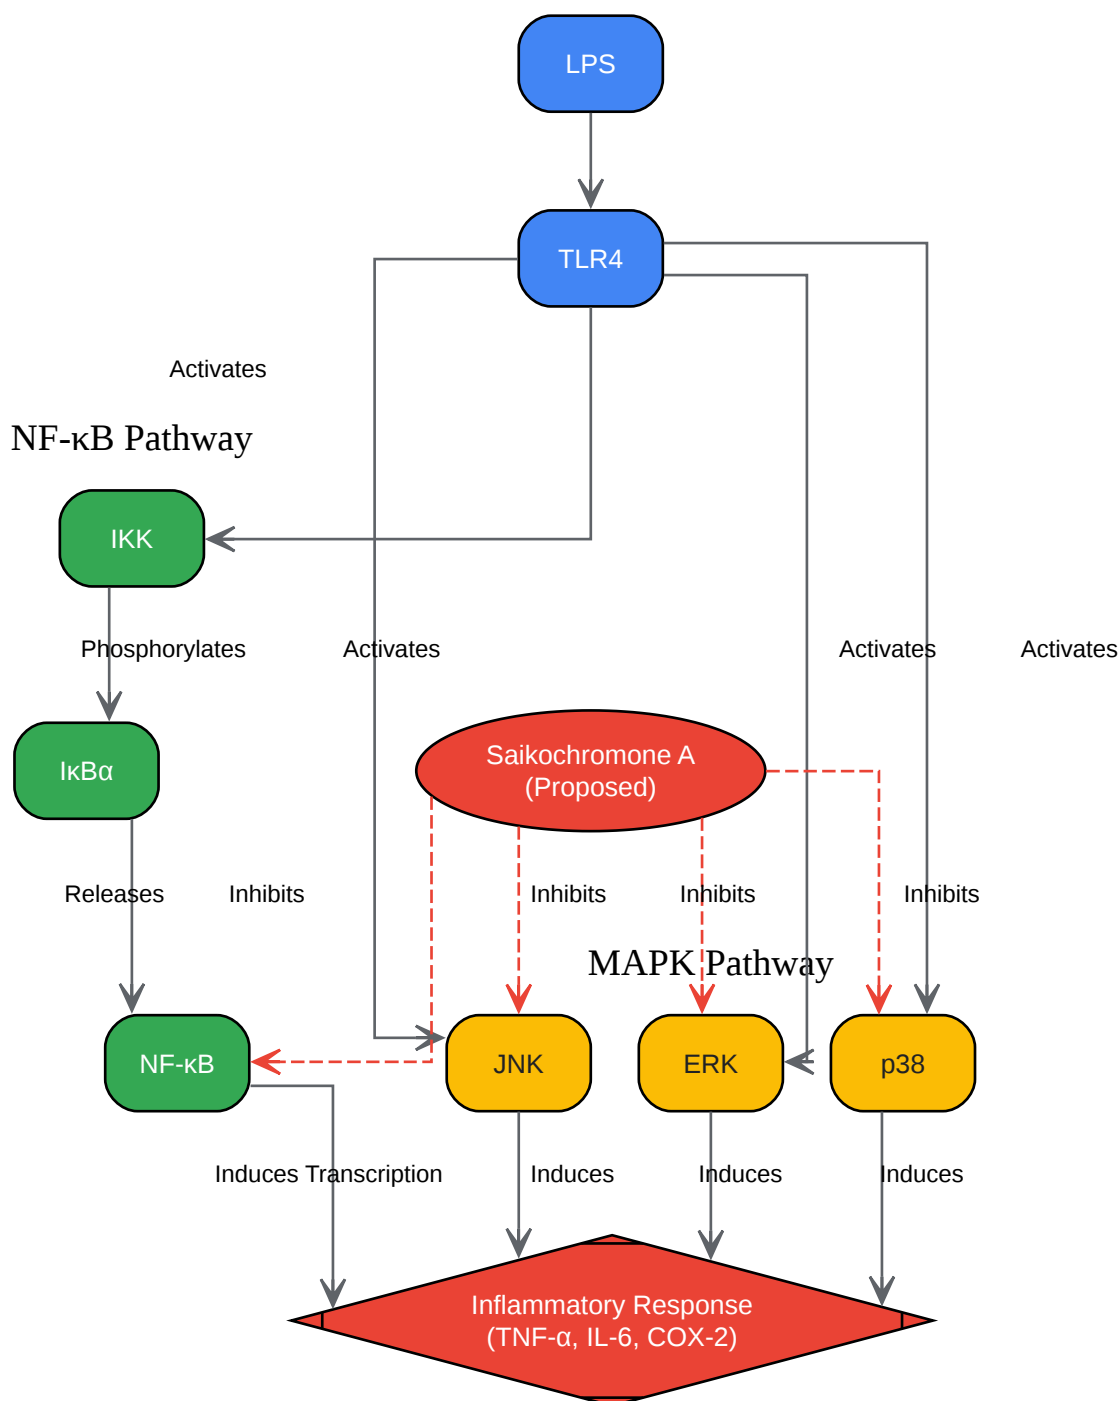 LPS
TLR4
Activates
NF-κB Pathway
IKK
Phosphorylates
Activates
Activates
Activates
Saikochromone A
(Proposed)
IκBα
Releases
Inhibits
Inhibits
Inhibits
Inhibits
MAPK Pathway
NF-κB
JNK
ERK
p38
Induces Transcription
Induces
Induces
Induces
Inflammatory Response
(TNF-α, IL-6, COX-2)